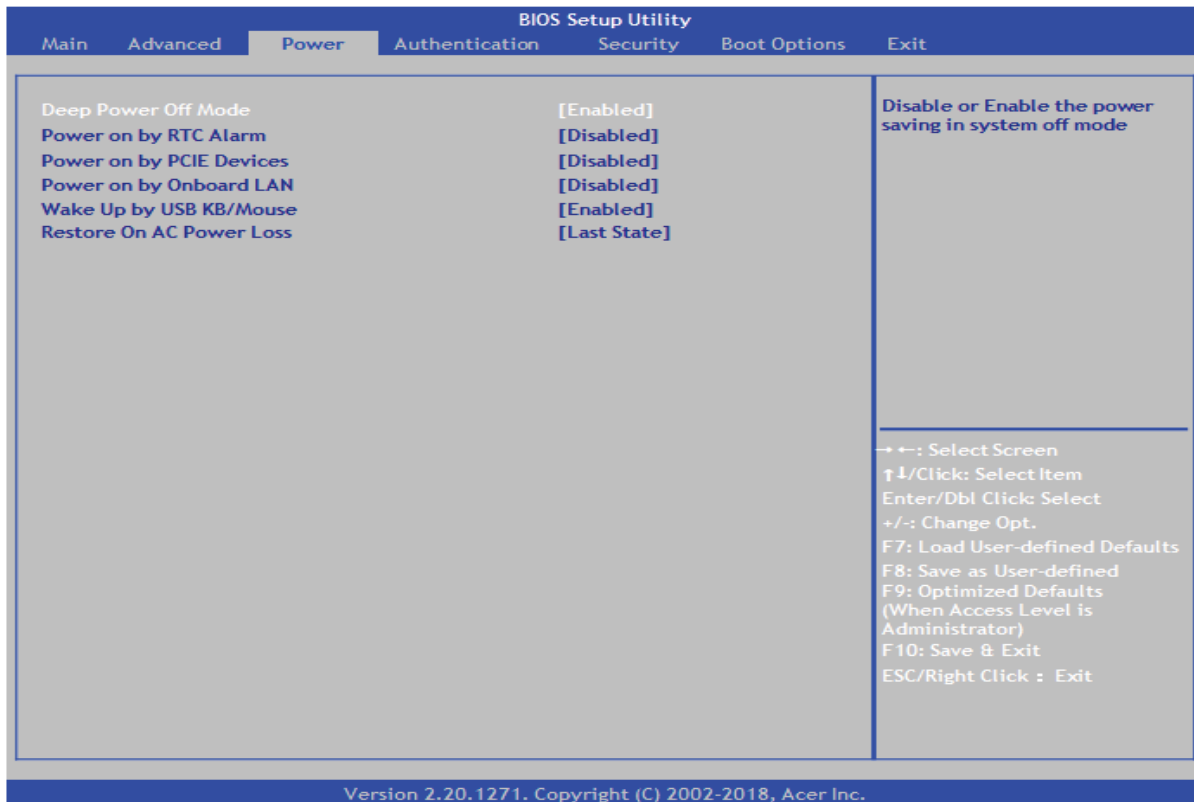 BIOS Setup Utility
Main Advanced Power Authentication Security Boot Options Exit
Deep Power Off Mode [Enabled]
Power on by RTC Alarm [Disabled]
Power on by PCIE Devices [Disabled]
Power on by Onboard LAN [Disabled]
Wake Up by USB KB/Mouse [Enabled]
Restore On AC Power Loss [Last State]
Disable or Enable the power
saving in system off mode
→←: Select Screen
↑↓/Click: Select Item
Enter/Dbl Click: Select
+/-: Change Opt.
F7: Load User-defined Defaults
F8: Save as User-defined
F9: Optimized Defaults
(When Access Level is
Administrator)
F10: Save & Exit
ESC/Right Click : Exit
Version 2.20.1271. Copyright (C) 2002-2018, Acer Inc.